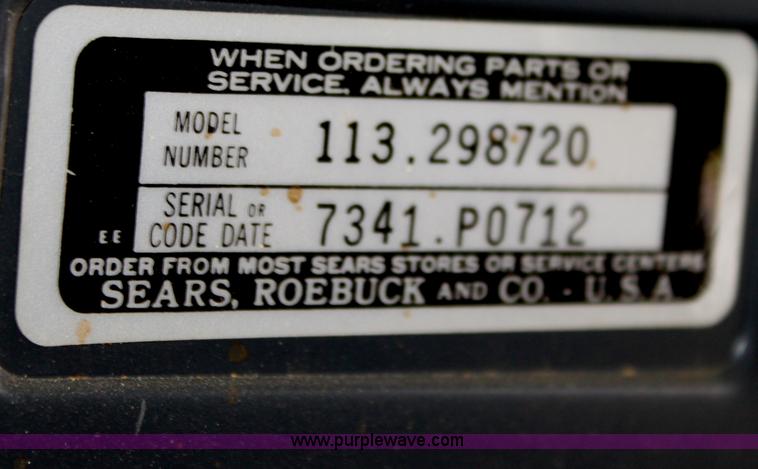 WHEN ORDERING PARTS OR
SERVICE, ALWAYS MENTION
MODEL NUMBER 113.298720
SERIAL OR CODE DATE 7341.P0712
EE
ORDER FROM MOST SEARS STORES OR SERVICE CENTERS
SEARS, ROEBUCK AND CO. - U.S.A.
www.purplewave.com